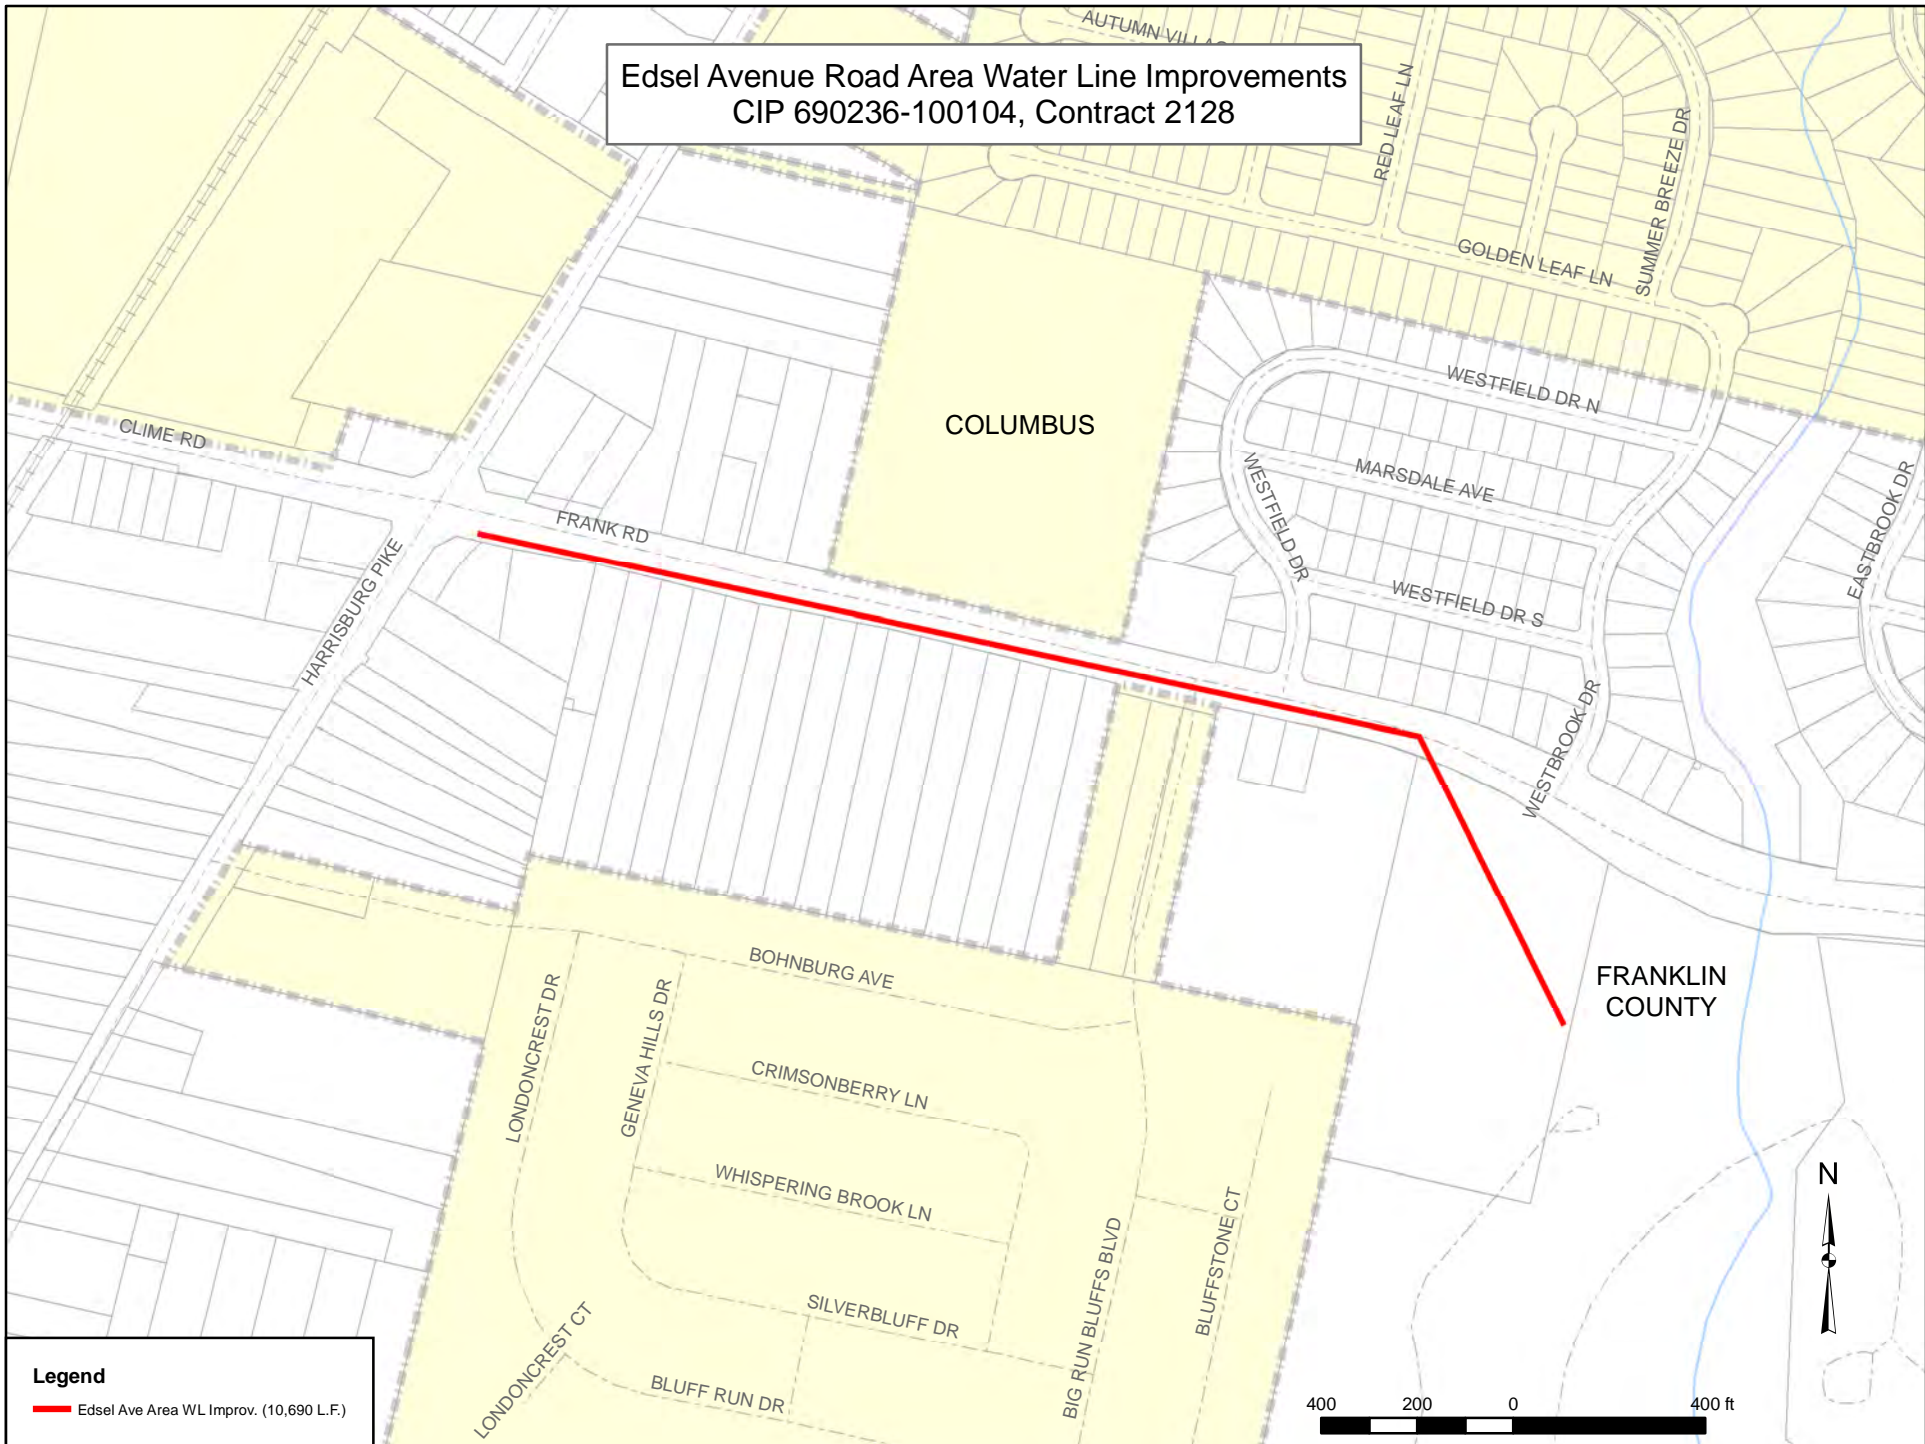 Edsel Avenue Road Area Water Line Improvements
CIP 690236-100104, Contract 2128
AUTUMN
RED LEAF LN
SUMMER BREEZE DR
GOLDEN LEAF LN
WESTFIELD DR N
COLUMBUS
CLIME RD
MARSDALE AVE
WESTFIELD DR
EASTBROOK DR
FRANK RD
HARRISBURG PIKE
WESTFIELD DR S
WESTBROOK DR
FRANKLIN
COUNTY
BOHNBURG AVE
LONDONCREST DR
GENEVA HILLS DR
CRIMSONBERRY LN
WHISPERING BROOK LN
BIG RUN BLUFFS BLVD
BLUFFSTONE CT
SILVERBLUFF DR
LONDONCREST CT
BLUFF RUN DR
N
Legend
Edsel Ave Area WL Improv. (10,690 L.F.)
400 200 0 400 ft